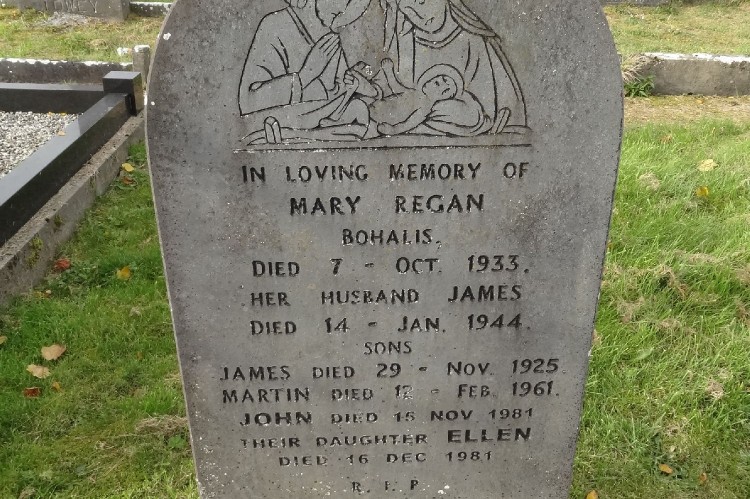 IN LOVING MEMORY OF
MARY REGAN
BOHALIS,
DIED 7 - OCT. 1933.
HER HUSBAND JAMES
DIED 14 - JAN. 1944.
SONS
JAMES DIED 29 - NOV. 1925
MARTIN DIED 12 - FEB. 1961.
JOHN DIED 15 NOV. 1981
THEIR DAUGHTER ELLEN
DIED 16 DEC 1981
R. I. P.